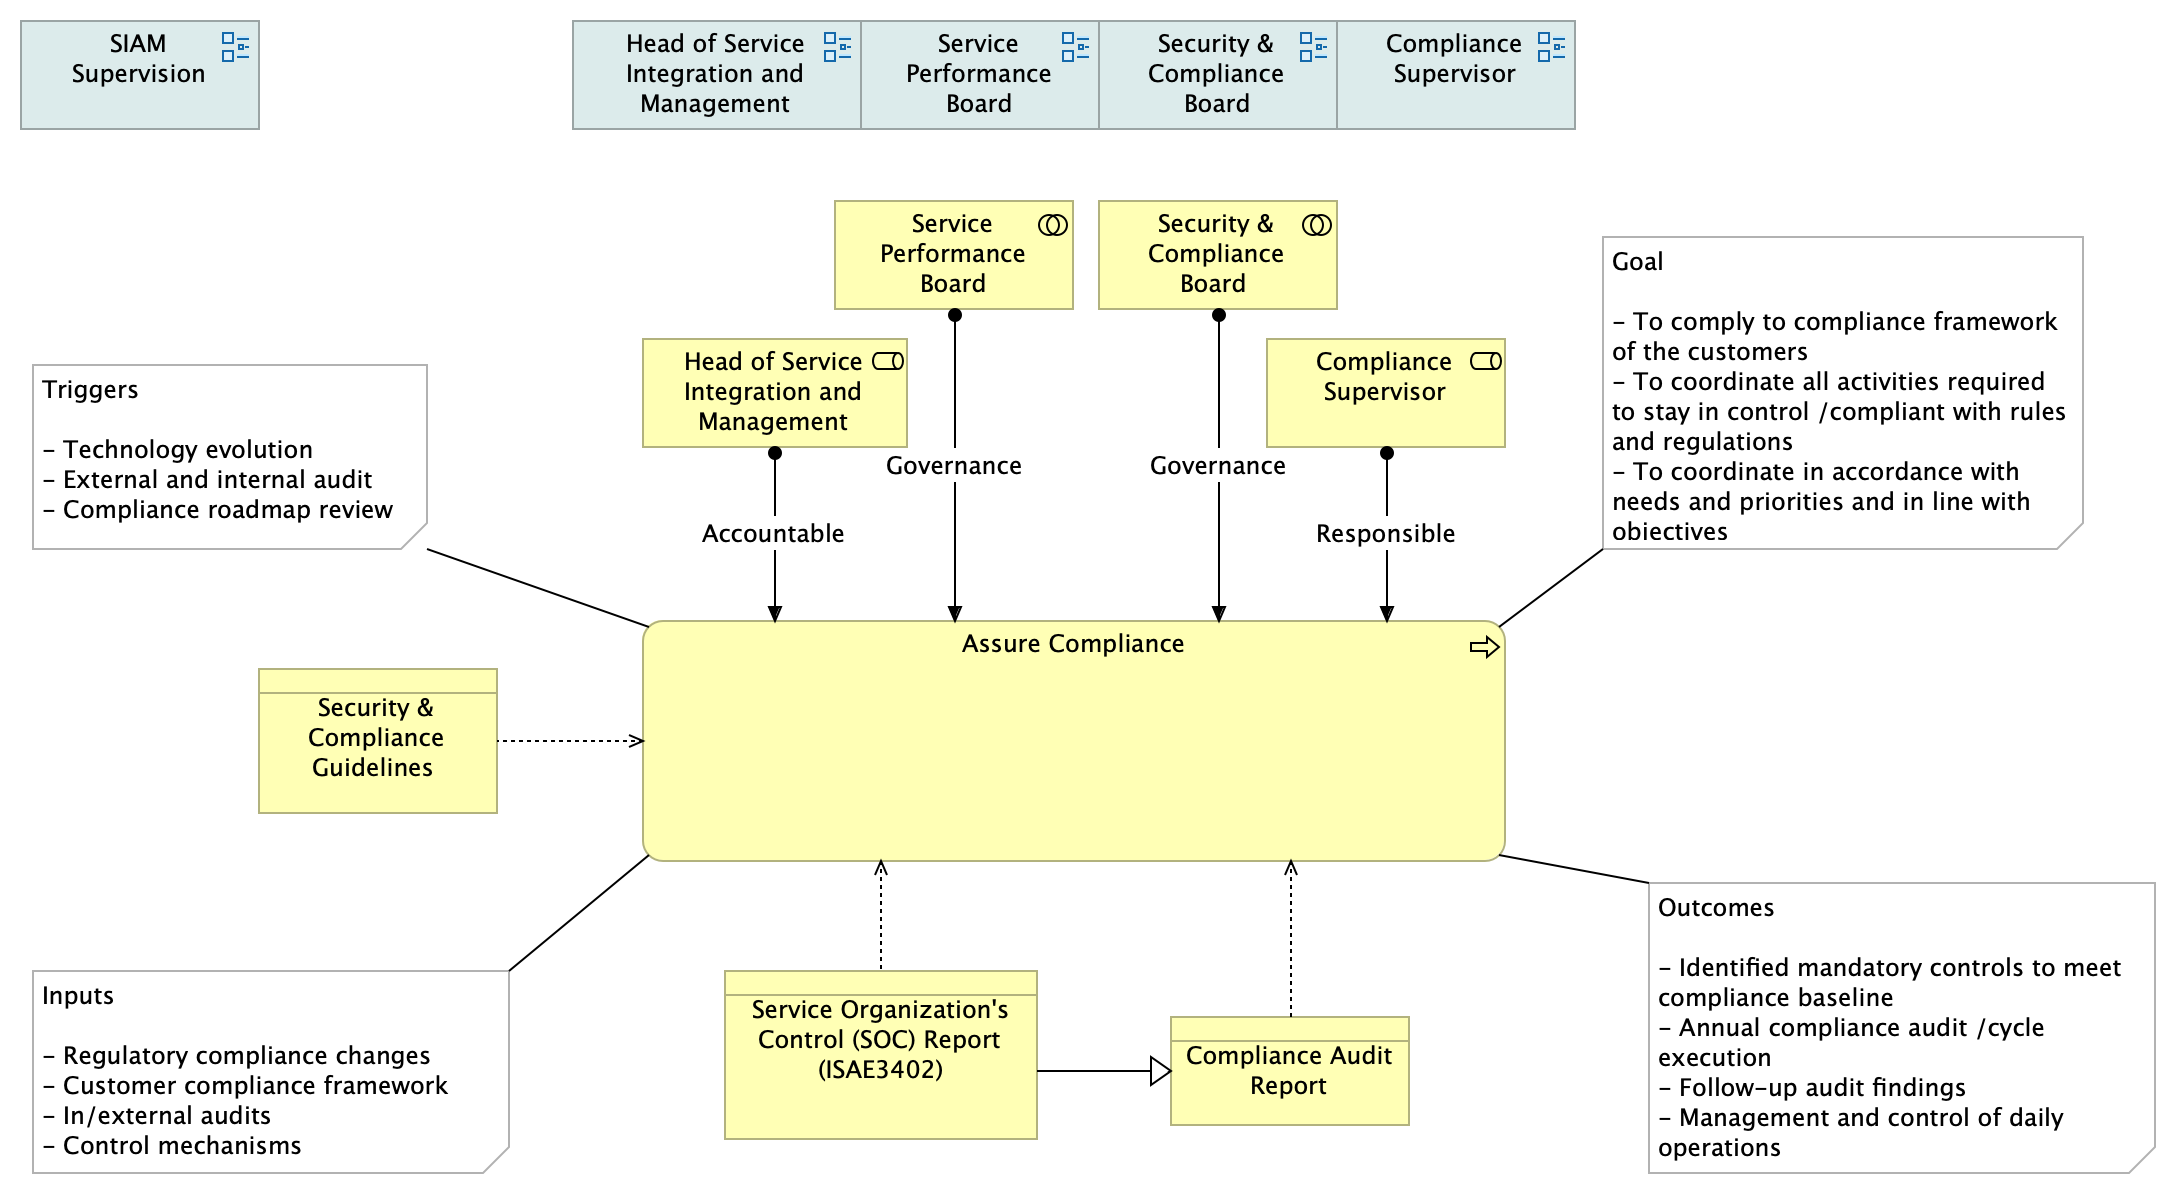 SIAM
Supervision
Head of Service
Integration and
Management
Service
Performance
Board
Security &
Compliance
Board
Compliance
Supervisor
Service
Performance
Board
Security &
Compliance
Board
Head of Service
Integration and
Management
Compliance
Supervisor
Goal
– To comply to compliance framework
of the customers
– To coordinate all activities required
to stay in control /compliant with rules
and regulations
– To coordinate in accordance with
needs and priorities and in line with
obiectives
Triggers
– Technology evolution
– External and internal audit
– Compliance roadmap review
Governance
Governance
Accountable
Responsible
Assure Compliance
Security &
Compliance
Guidelines
Inputs
– Regulatory compliance changes
– Customer compliance framework
– In/external audits
– Control mechanisms
Service Organization's
Control (SOC) Report
(ISAE3402)
Compliance Audit
Report
Outcomes
– Identified mandatory controls to meet
compliance baseline
– Annual compliance audit /cycle
execution
– Follow-up audit findings
– Management and control of daily
operations